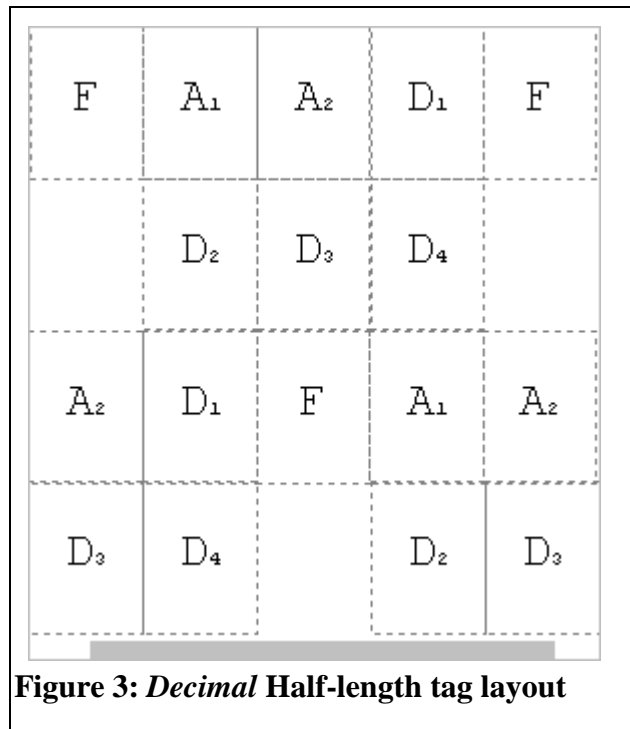 F A₁ A₂ D₁ F
D₂ D₃ D₄
A₂ D₁ F A₁ A₂
D₃ D₄ D₂ D₃
Figure 3: Decimal Half-length tag layout